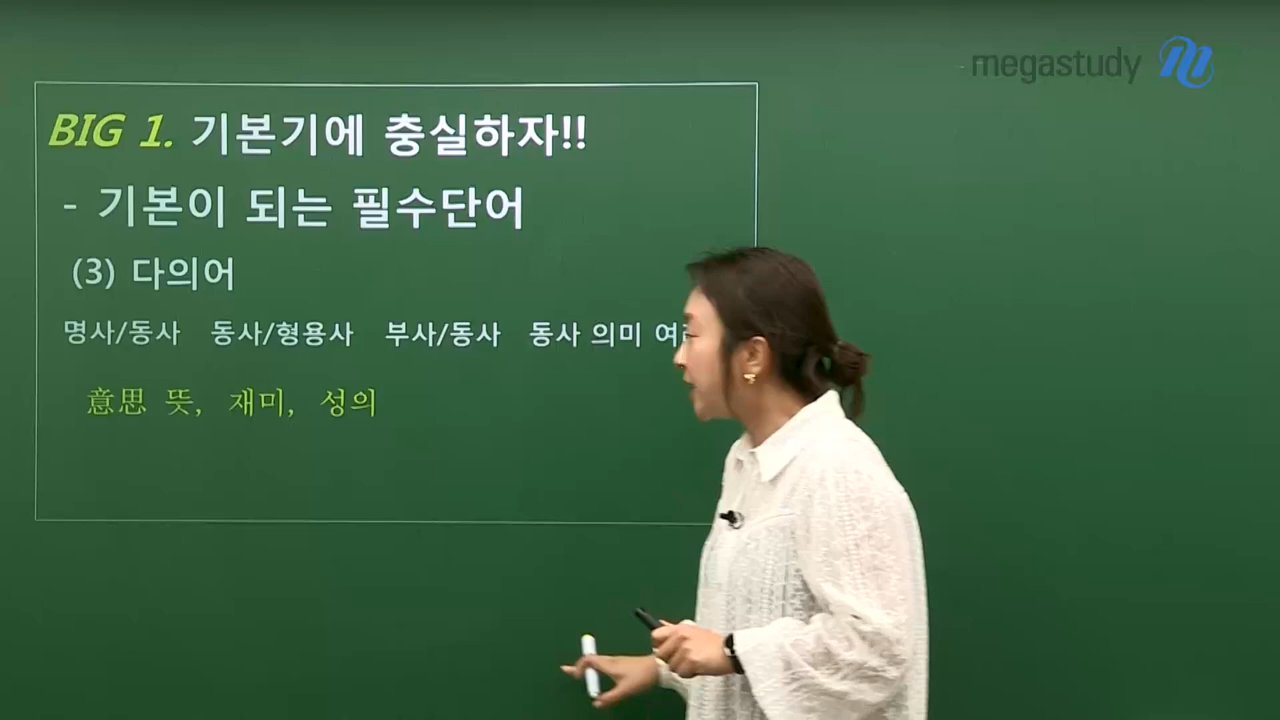 megastudy
BIG 1. 기본기에 충실하자!!
- 기본이 되는 필수단어
(3) 다의어
명사/동사 동사/형용사 부사/동사 동사 의미
意思 뜻, 재미, 성의